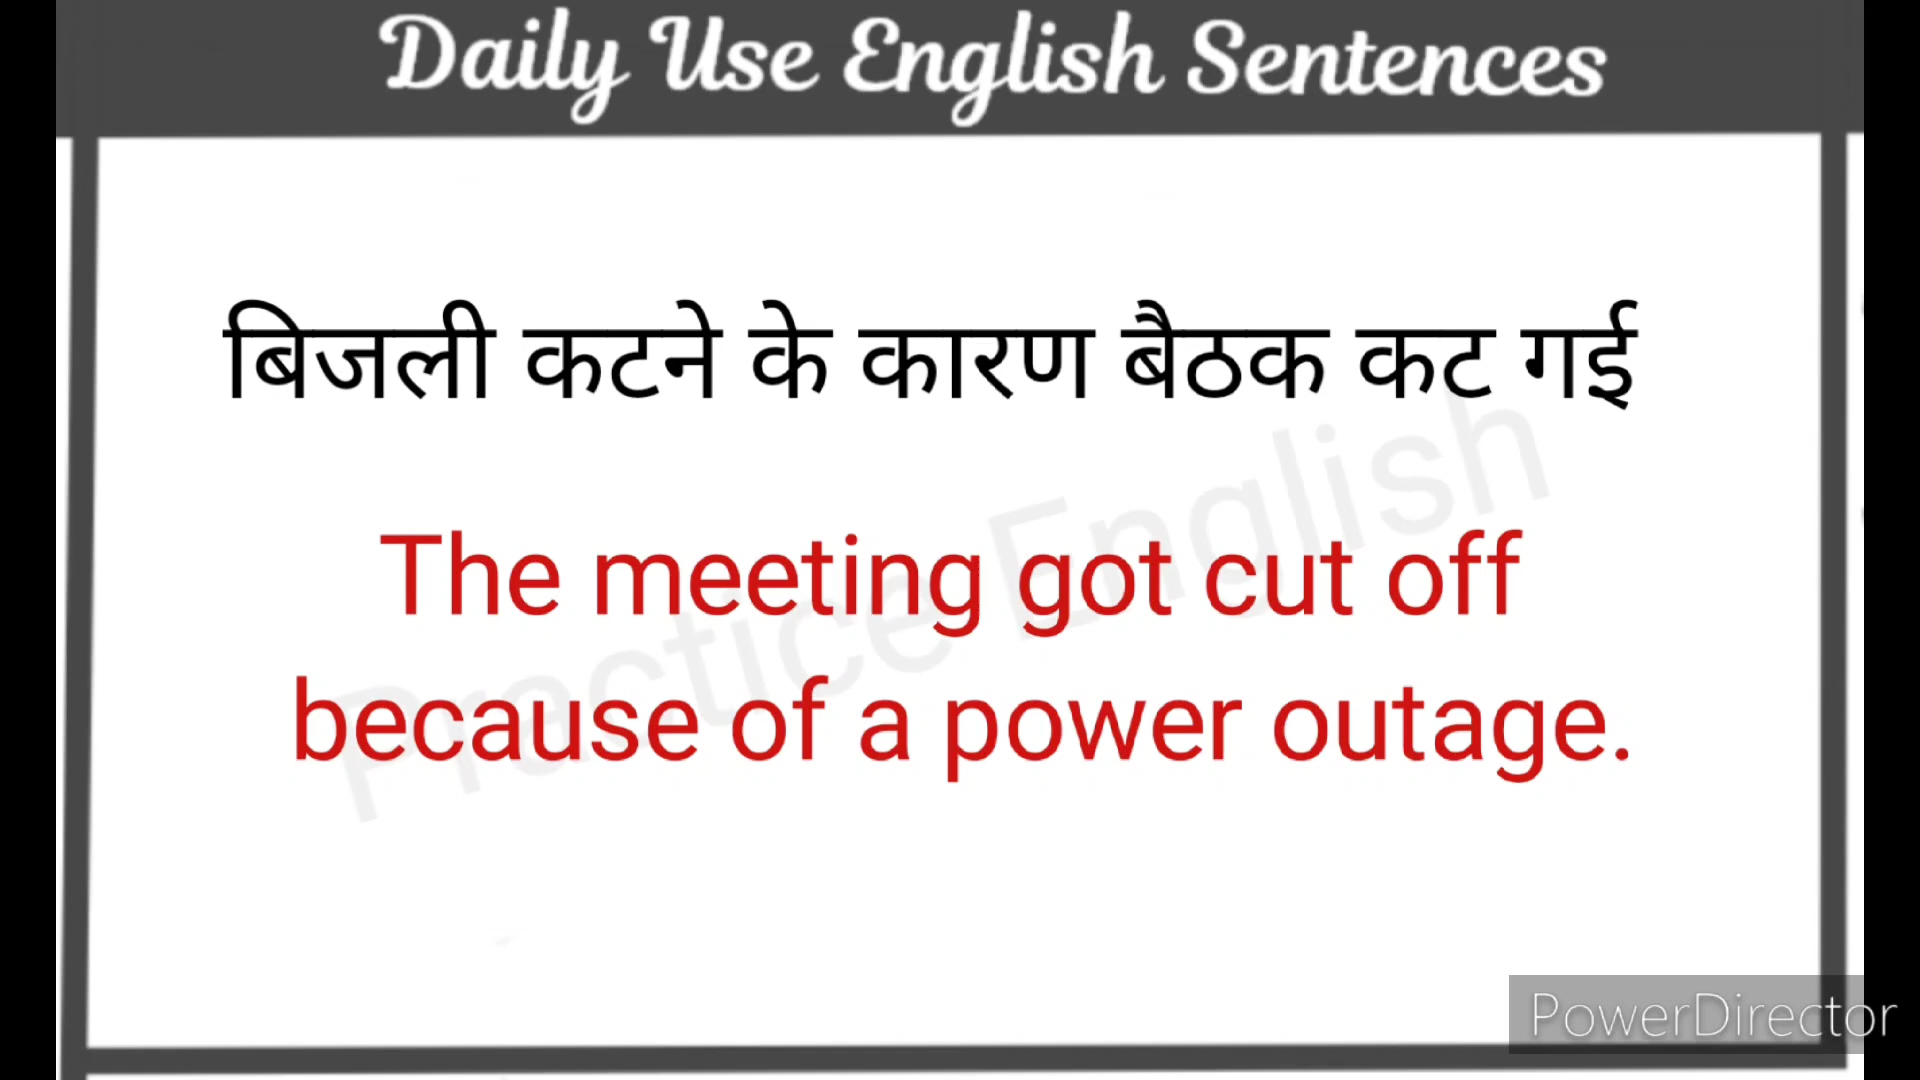 Daily Use English Sentences
बिजली कटने के कारण बैठक कट गई
Practice English
The meeting got cut off
because of a power outage.
PowerDirector